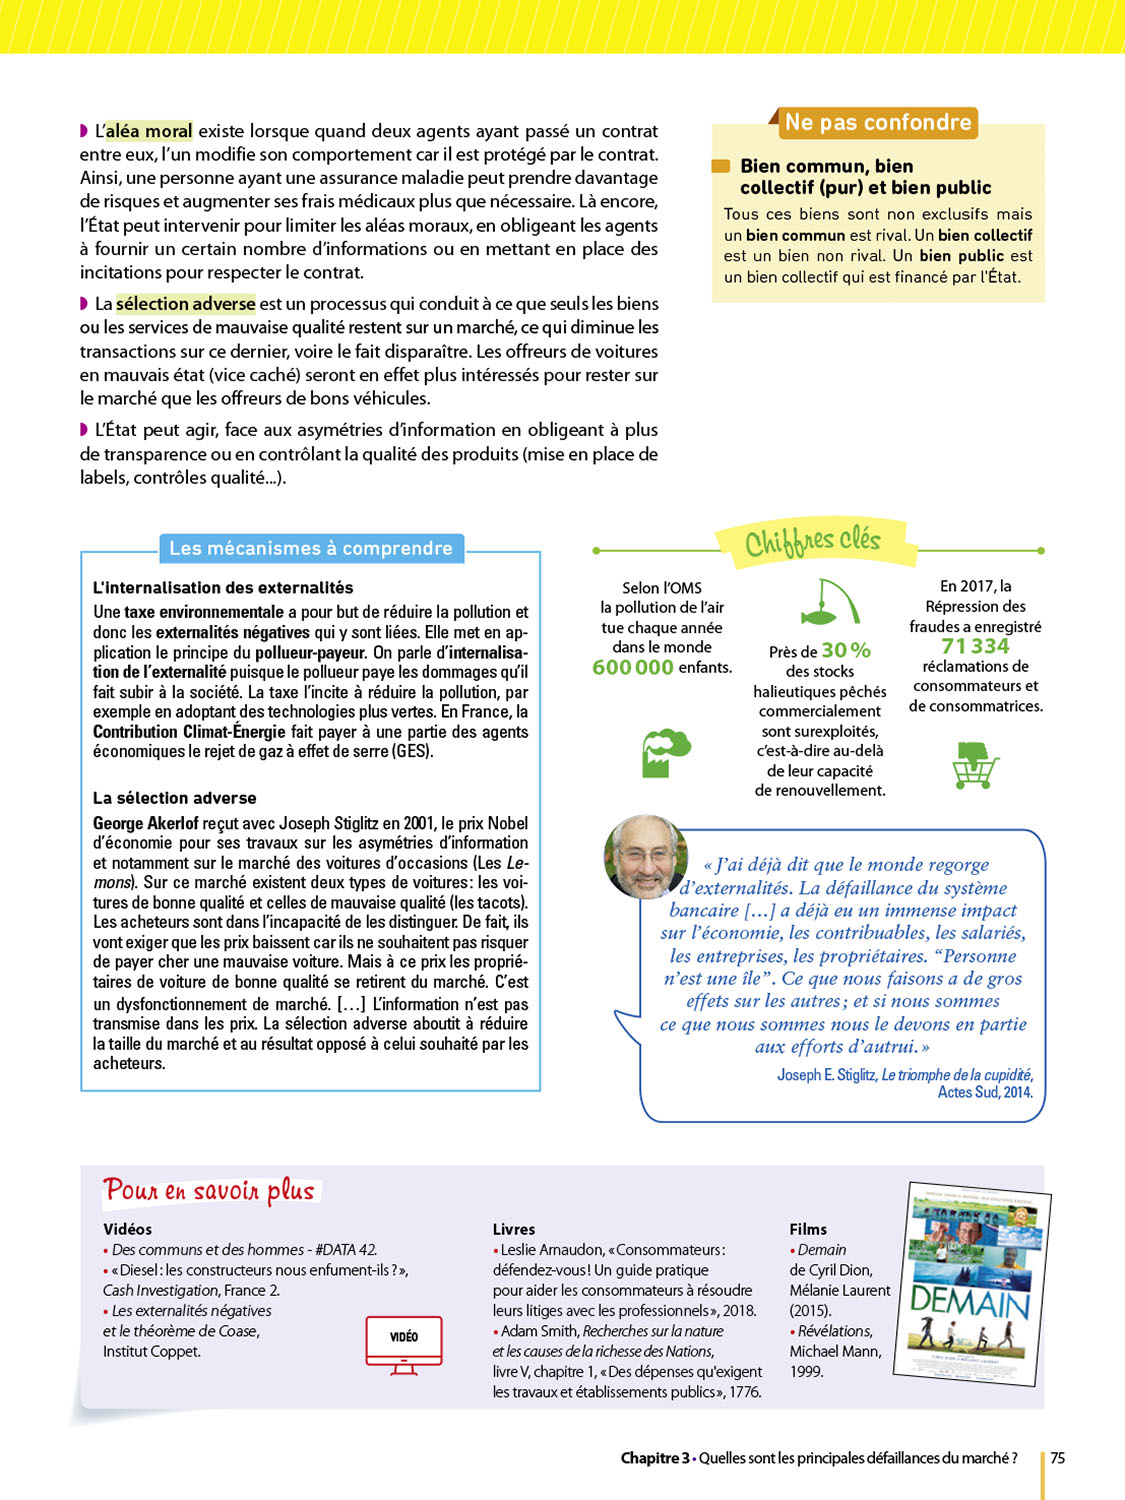 L’aléa moral existe lorsque quand deux agents ayant passé un contrat
entre eux, l’un modifie son comportement car il est protégé par le contrat.
Ainsi, une personne ayant une assurance maladie peut prendre davantage
de risques et augmenter ses frais médicaux plus que nécessaire. Là encore,
l’État peut intervenir pour limiter les aléas moraux, en obligeant les agents
à fournir un certain nombre d’informations ou en mettant en place des
incitations pour respecter le contrat.
La sélection adverse est un processus qui conduit à ce que seuls les biens
ou les services de mauvaise qualité restent sur un marché, ce qui diminue les
transactions sur ce dernier, voire le fait disparaître. Les offreurs de voitures
en mauvais état (vice caché) seront en effet plus intéressés pour rester sur
le marché que les offreurs de bons véhicules.
L’État peut agir, face aux asymétries d’information en obligeant à plus
de transparence ou en contrôlant la qualité des produits (mise en place de
labels, contrôles qualité...).
Ne pas confondre
Bien commun, bien
collectif (pur) et bien public
Tous ces biens sont non exclusifs mais
un bien commun est rival. Un bien collectif
est un bien non rival. Un bien public est
un bien collectif qui est financé par l'État.
Les mécanismes à comprendre
L'internalisation des externalités
Une taxe environnementale a pour but de réduire la pollution et
donc les externalités négatives qui y sont liées. Elle met en ap-
plication le principe du pollueur-payeur. On parle d’internalisa-
tion de l’externalité puisque le pollueur paye les dommages qu’il
fait subir à la société. La taxe l’incite à réduire la pollution, par
exemple en adoptant des technologies plus vertes. En France, la
Contribution Climat-Énergie fait payer à une partie des agents
économiques le rejet de gaz à effet de serre (GES).
La sélection adverse
George Akerlof reçut avec Joseph Stiglitz en 2001, le prix Nobel
d’économie pour ses travaux sur les asymétries d’information
et notamment sur le marché des voitures d’occasions (Les Le-
mons). Sur ce marché existent deux types de voitures : les voi-
tures de bonne qualité et celles de mauvaise qualité (les tacots).
Les acheteurs sont dans l’incapacité de les distinguer. De fait, ils
vont exiger que les prix baissent car ils ne souhaitent pas risquer
de payer cher une mauvaise voiture. Mais à ce prix les proprié-
taires de voiture de bonne qualité se retirent du marché. C’est
un dysfonctionnement de marché. […] L’information n’est pas
transmise dans les prix. La sélection adverse aboutit à réduire
la taille du marché et au résultat opposé à celui souhaité par les
acheteurs.
Chiffres clés
Selon l’OMS
la pollution de l’air
tue chaque année
dans le monde
600 000 enfants.
Près de 30 %
des stocks
halieutiques pêchés
commercialement
sont surexploités,
c’est-à-dire au-delà
de leur capacité
de renouvellement.
En 2017, la
Répression des
fraudes a enregistré
71 334
réclamations de
consommateurs et
de consommatrices.
« J’ai déjà dit que le monde regorge
d’externalités. La défaillance du système
bancaire […] a déjà eu un immense impact
sur l’économie, les contribuables, les salariés,
les entreprises, les propriétaires. “Personne
n’est une île”. Ce que nous faisons a de gros
effets sur les autres ; et si nous sommes
ce que nous sommes nous le devons en partie
aux efforts d’autrui. »
Joseph E. Stiglitz, Le triomphe de la cupidité,
Actes Sud, 2014.
Pour en savoir plus
Vidéos
• Des communs et des hommes - #DATA 42.
• « Diesel : les constructeurs nous enfument-ils ? »,
Cash Investigation, France 2.
• Les externalités négatives
et le théorème de Coase,
Institut Coppet.
VIDÉO
Livres
• Leslie Arnaudon, « Consommateurs :
défendez-vous ! Un guide pratique
pour aider les consommateurs à résoudre
leurs litiges avec les professionnels », 2018.
• Adam Smith, Recherches sur la nature
et les causes de la richesse des Nations,
livre V, chapitre 1, « Des dépenses qu'exigent
les travaux et établissements publics », 1776.
Films
• Demain
de Cyril Dion,
Mélanie Laurent
(2015).
• Révélations,
Michael Mann,
1999.
DEMAIN
Chapitre 3 • Quelles sont les principales défaillances du marché ? 75